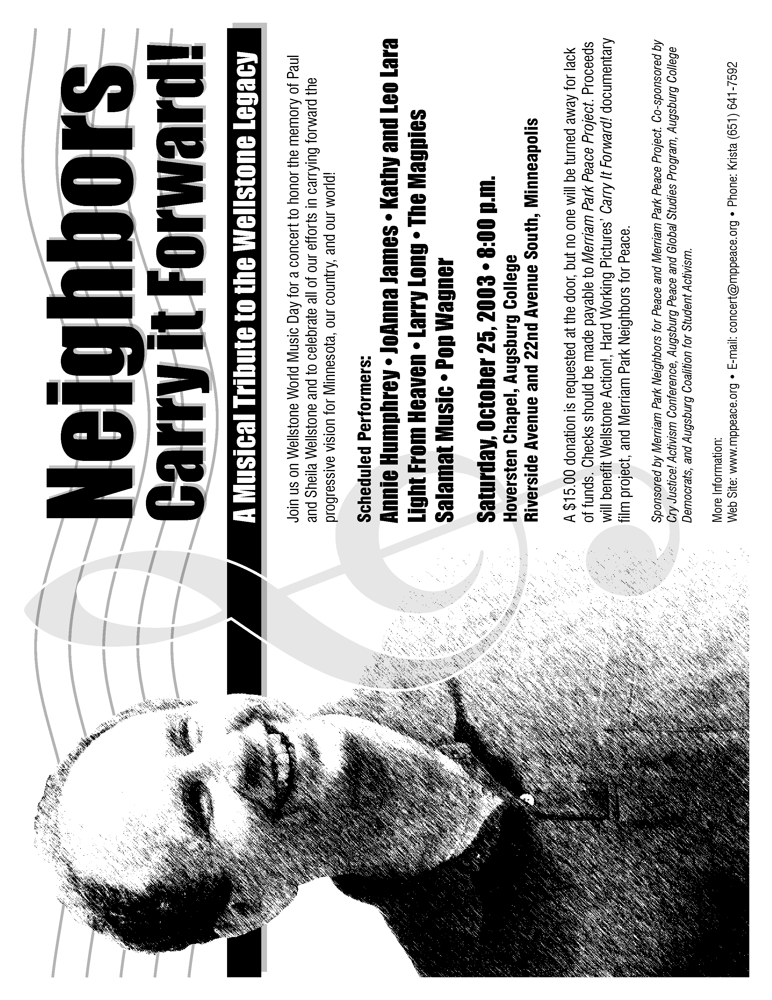 Neighbors
Carry it Forward!
A Musical Tribute to the Wellstone Legacy
Join us on Wellstone World Music Day for a concert to honor the memory of Paul
and Sheila Wellstone and to celebrate all of our efforts in carrying forward the
progressive vision for Minnesota, our country, and our world!
Scheduled Performers:
Annie Humphrey • JoAnna James • Kathy and Leo Lara
Light From Heaven • Larry Long • The Magpies
Salamat Music • Pop Wagner
Saturday, October 25, 2003 • 8:00 p.m.
Hoversten Chapel, Augsburg College
Riverside Avenue and 22nd Avenue South, Minneapolis
A $15.00 donation is requested at the door, but no one will be turned away for lack
of funds. Checks should be made payable to Merriam Park Peace Project. Proceeds
will benefit Wellstone Action!, Hard Working Pictures’ Carry It Forward! documentary
film project, and Merriam Park Neighbors for Peace.
Sponsored by Merriam Park Neighbors for Peace and Merriam Park Peace Project. Co-sponsored by
Cry Justice! Activism Conference, Augsburg Peace and Global Studies Program, Augsburg College
Democrats, and Augsburg Coalition for Student Activism.
More Information:
Web Site: www.mppeace.org • E-mail: concert@mppeace.org • Phone: Krista (651) 641-7592